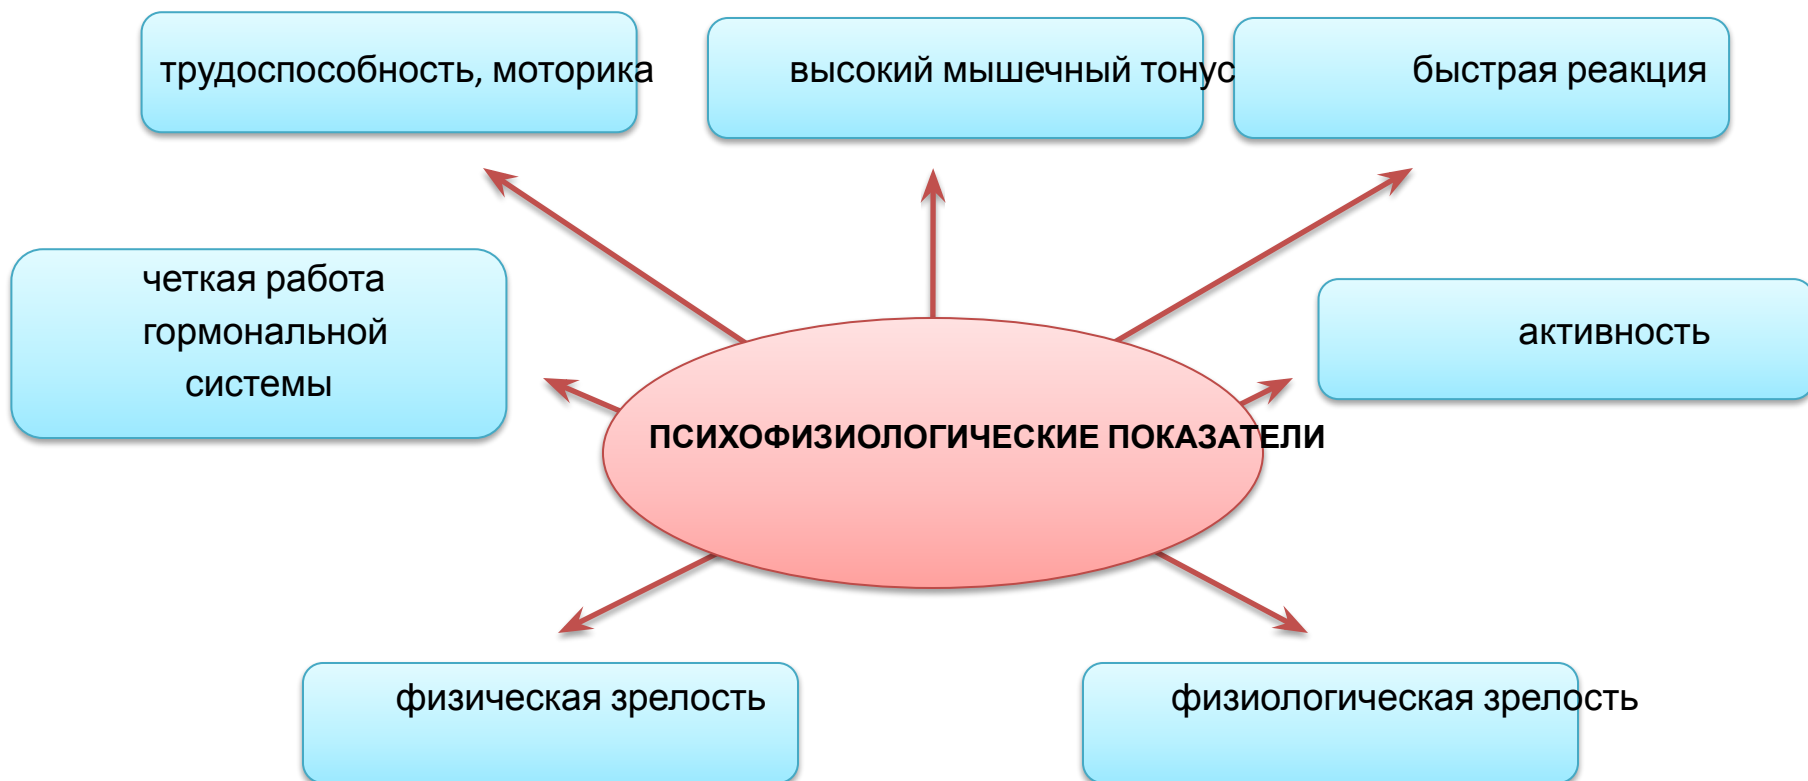 трудоспособность, моторика
высокий мышечный тонус
быстрая реакция
четкая работа
гормональной
системы
активность
ПСИХОФИЗИОЛОГИЧЕСКИЕ ПОКАЗАТЕЛИ
физическая зрелость
физиологическая зрелость